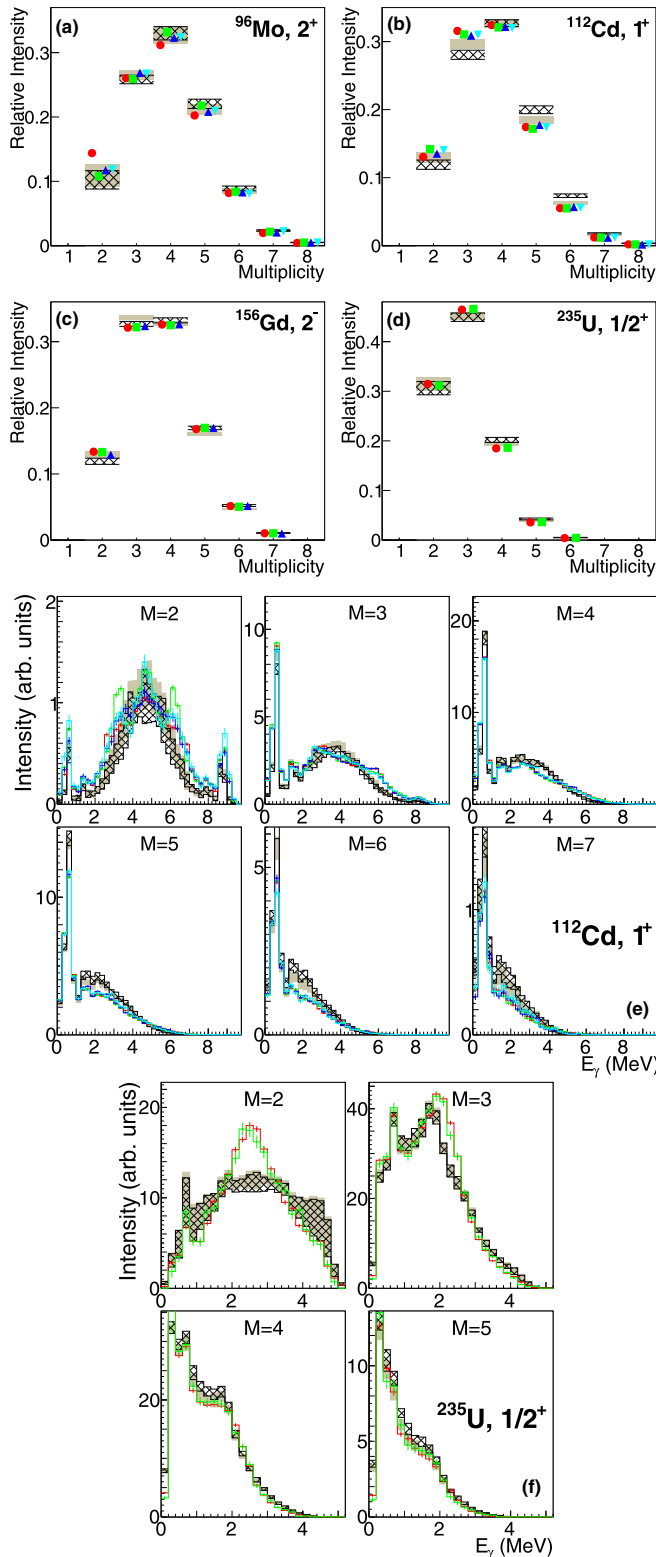 (a) ⁹⁶Mo, 2⁺
Relative Intensity
0.3
0.2
0.1
0
1 2 3 4 5 6 7 8
Multiplicity
(b) ¹¹²Cd, 1⁺
Relative Intensity
0.3
0.2
0.1
0
1 2 3 4 5 6 7 8
Multiplicity
(c) ¹⁵⁶Gd, 2⁻
Relative Intensity
0.3
0.2
0.1
0
1 2 3 4 5 6 7 8
Multiplicity
(d) ²³⁵U, 1/2⁺
Relative Intensity
0.4
0.3
0.2
0.1
0
1 2 3 4 5 6 7 8
Multiplicity
Intensity (arb. units)
M=2
2
1
0
0 2 4 6 8
M=3
10
5
0
0 2 4 6 8
M=4
20
10
0
0 2 4 6 8
M=5
10
0
0 2 4 6 8
M=6
5
0
0 2 4 6 8
M=7
1
0
¹¹²Cd, 1⁺
(e)
0 2 4 6 8
E_γ (MeV)
Intensity (arb. units)
M=2
20
10
0
0 2 4
M=3
40
20
0
0 2 4
M=4
20
0
0 2 4
M=5
10
5
0
²³⁵U, 1/2⁺
(f)
0 2 4
E_γ (MeV)